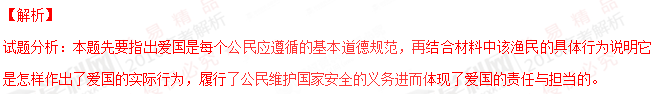 【解析】
试题分析：本题先要指出爱国是每个公民应遵循的基本道德规范，再结合材料中该渔民的具体行为说明它
是怎样作出了爱国的实际行为，履行了公民维护国家安全的义务进而体现了爱国的责任与担当的。